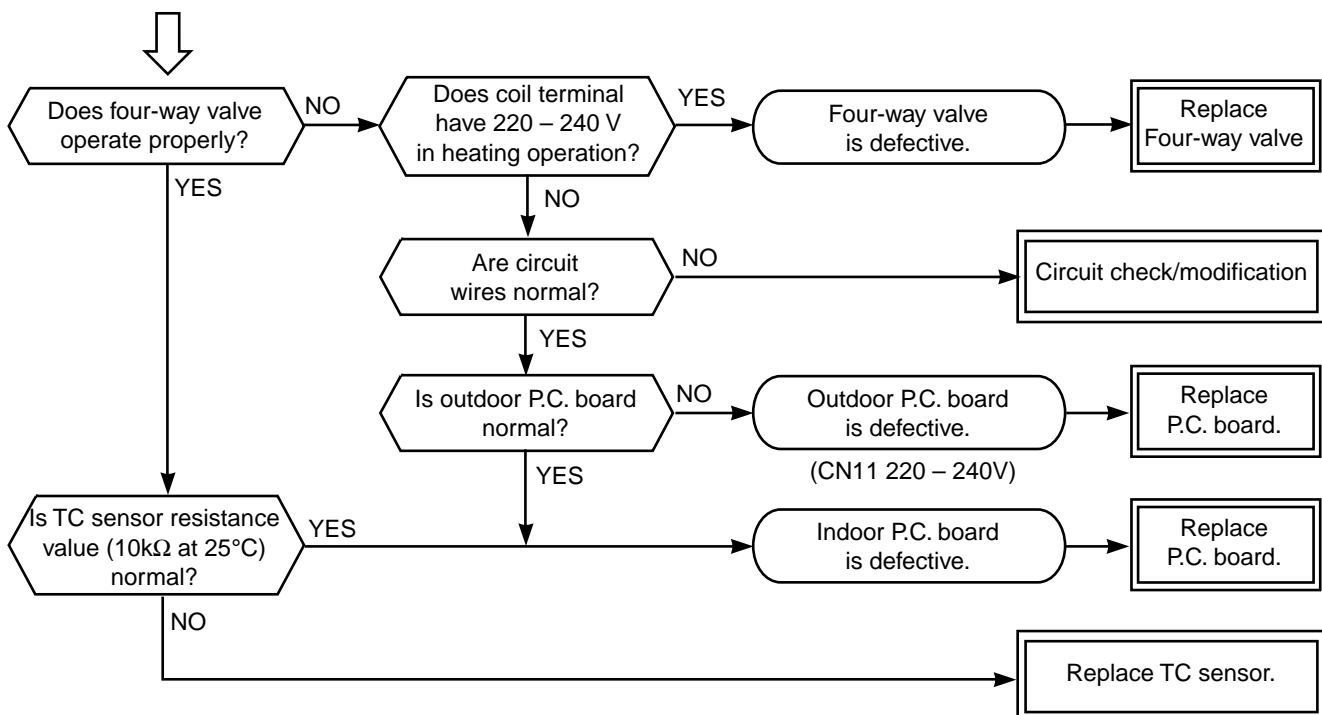 Does four-way valve
operate properly?
NO
Does coil terminal
have 220 – 240 V
in heating operation?
YES
Four-way valve
is defective.
Replace
Four-way valve
YES
NO
Are circuit
wires normal?
NO
Circuit check/modification
YES
Is outdoor P.C. board
normal?
NO
Outdoor P.C. board
is defective.
(CN11 220 – 240V)
Replace
P.C. board.
YES
Is TC sensor resistance
value (10kΩ at 25°C)
normal?
YES
Indoor P.C. board
is defective.
Replace
P.C. board.
NO
Replace TC sensor.